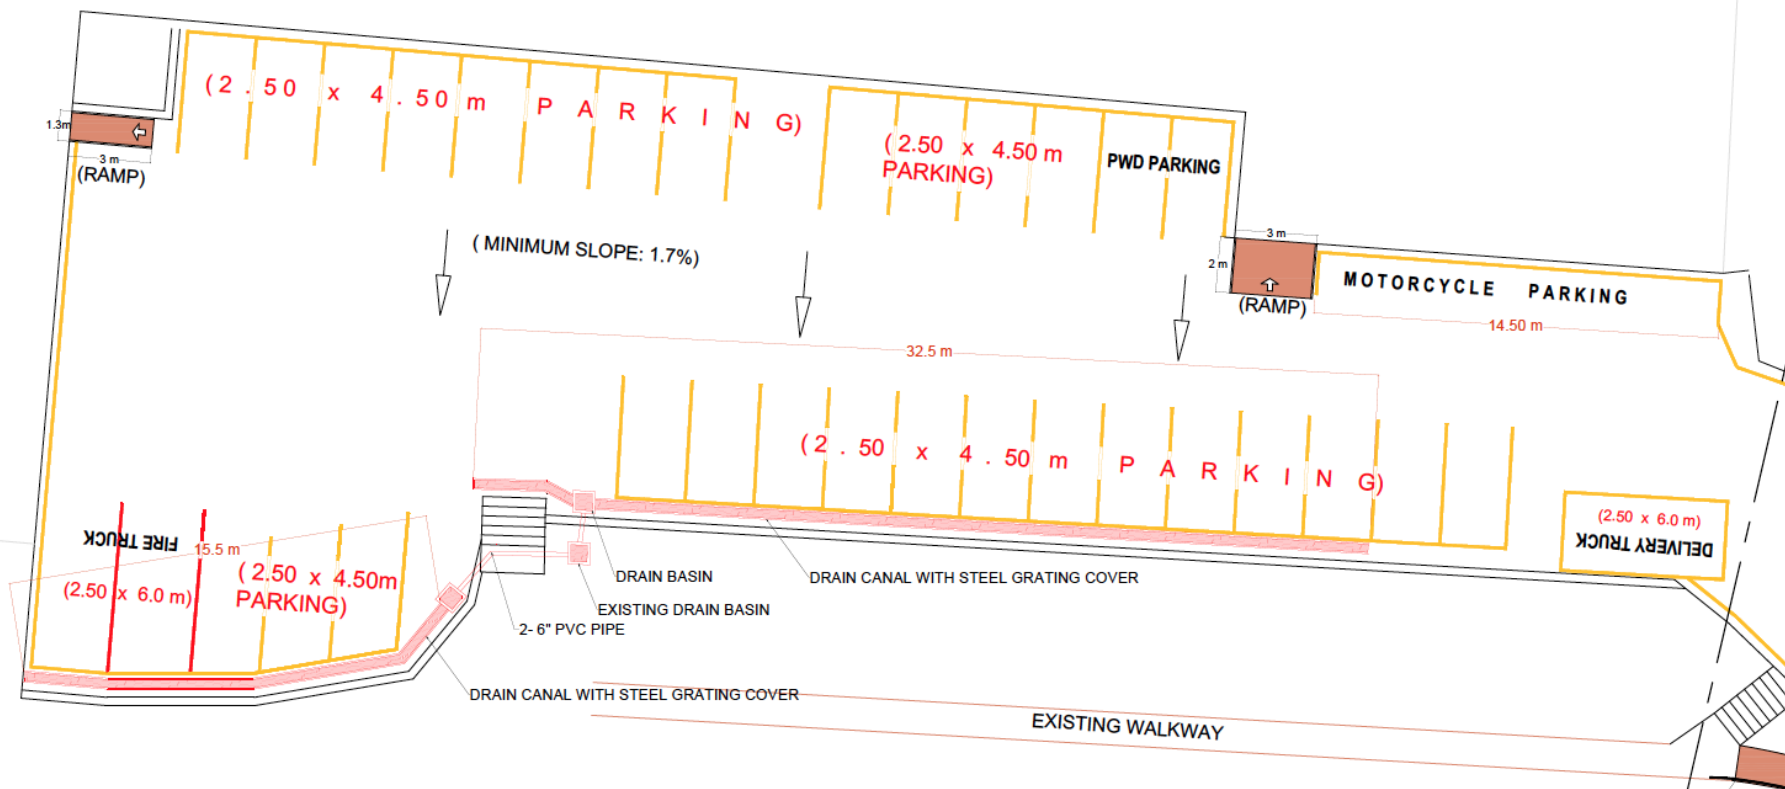 (2.50 x 4.50 m PARKING)
1.3m
3 m
(RAMP)
(2.50 x 4.50 m
PARKING)
PWD PARKING
( MINIMUM SLOPE: 1.7%)
3 m
2 m
(RAMP)
MOTORCYCLE PARKING
14.50 m
32.5 m
(2.50 x 4.50 m PARKING)
FIRE TRUCK
15.5 m
(2.50 x 6.0 m)
(2.50 x 4.50m
PARKING)
(2.50 x 6.0 m)
DELIVERY TRUCK
DRAIN BASIN
DRAIN CANAL WITH STEEL GRATING COVER
EXISTING DRAIN BASIN
2- 6" PVC PIPE
DRAIN CANAL WITH STEEL GRATING COVER
EXISTING WALKWAY